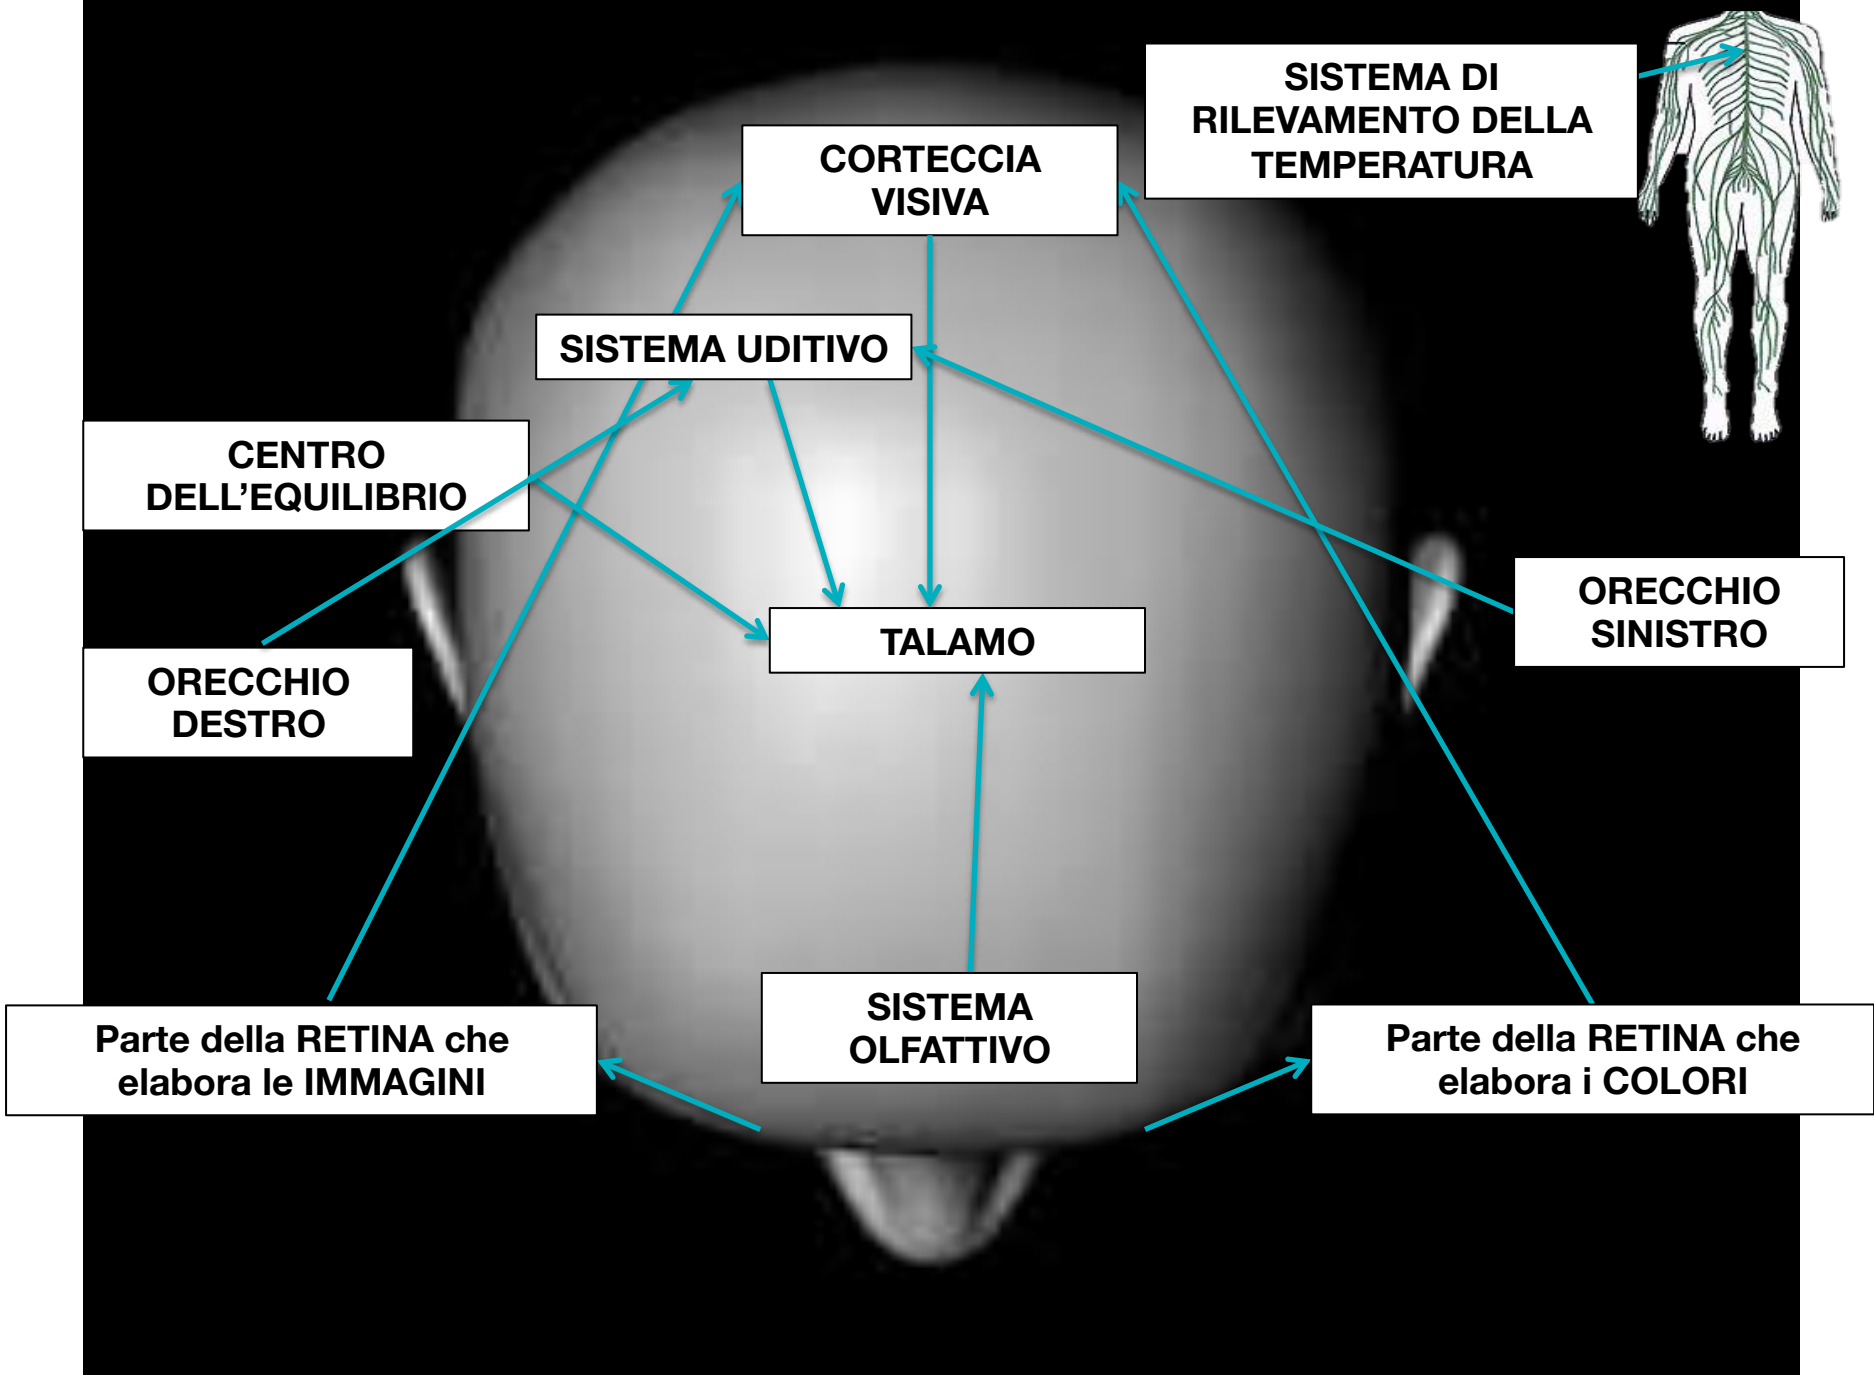 SISTEMA DI
RILEVAMENTO DELLA
TEMPERATURA
CORTECCIA
VISIVA
SISTEMA UDITIVO
CENTRO
DELL’EQUILIBRIO
ORECCHIO
SINISTRO
TALAMO
ORECCHIO
DESTRO
SISTEMA
OLFATTIVO
Parte della RETINA che
elabora le IMMAGINI
Parte della RETINA che
elabora i COLORI